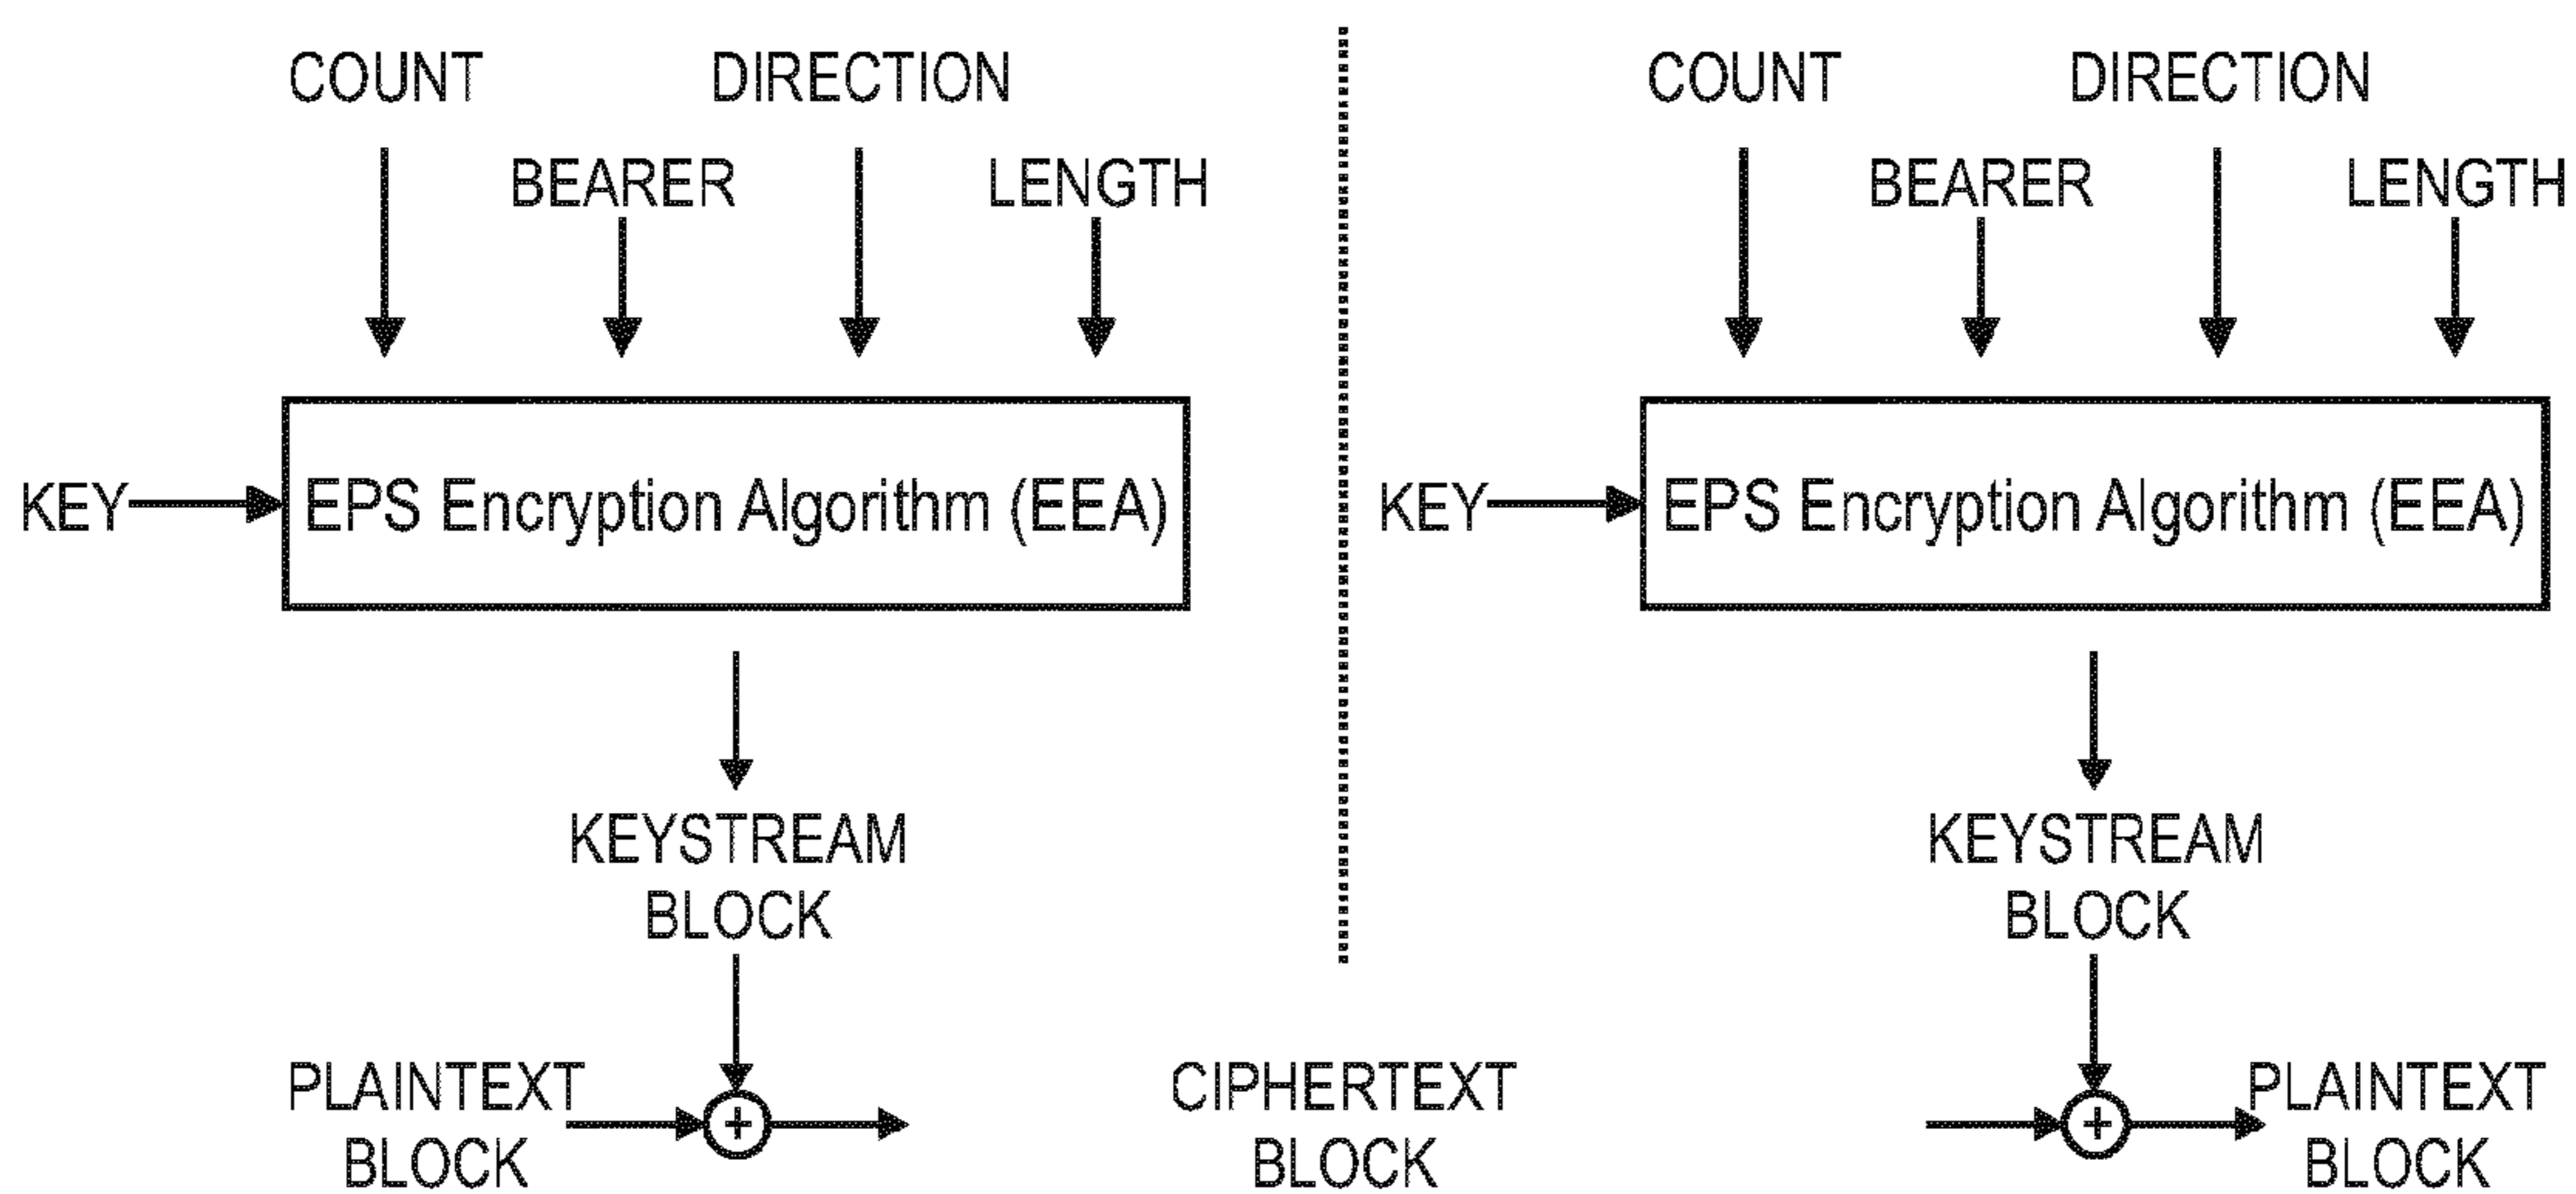 COUNT
DIRECTION
BEARER
LENGTH
KEY
EPS Encryption Algorithm (EEA)
KEYSTREAM
BLOCK
PLAINTEXT
BLOCK
+
CIPHERTEXT
BLOCK
COUNT
DIRECTION
BEARER
LENGTH
KEY
EPS Encryption Algorithm (EEA)
KEYSTREAM
BLOCK
+
PLAINTEXT
BLOCK